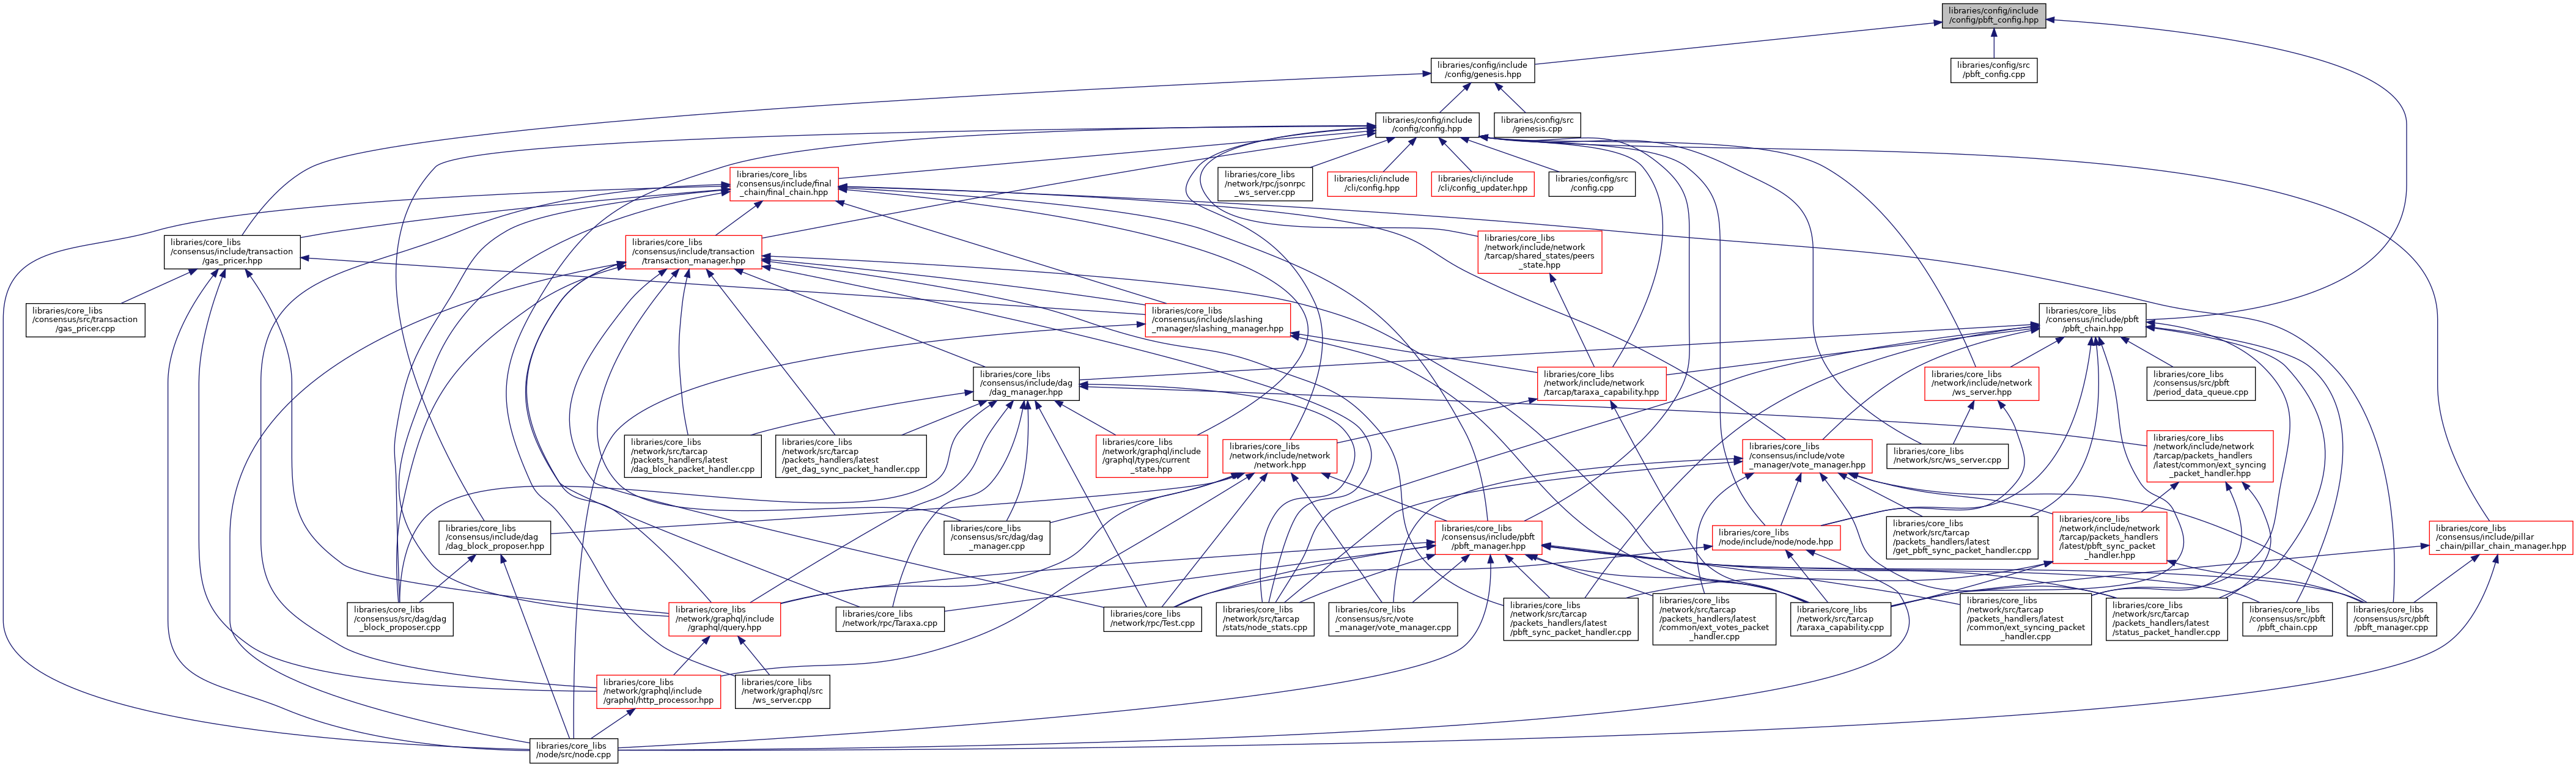 libraries/config/include
/config/pbft_config.hpp
libraries/config/include
/config/genesis.hpp
libraries/config/src
/pbft_config.cpp
libraries/config/include
/config/config.hpp
libraries/config/src
/genesis.cpp
libraries/core_libs
/consensus/include/final
_chain/final_chain.hpp
libraries/core_libs
/network/rpc/jsonrpc
_ws_server.cpp
libraries/cli/include
/cli/config.hpp
libraries/cli/include
/cli/config_updater.hpp
libraries/config/src
/config.cpp
libraries/core_libs
/consensus/include/transaction
/gas_pricer.hpp
libraries/core_libs
/consensus/include/transaction
/transaction_manager.hpp
libraries/core_libs
/network/include/network
/tarcap/shared_states/peers
_state.hpp
libraries/core_libs
/consensus/src/transaction
/gas_pricer.cpp
libraries/core_libs
/consensus/include/slashing
_manager/slashing_manager.hpp
libraries/core_libs
/consensus/include/pbft
/pbft_chain.hpp
libraries/core_libs
/consensus/include/dag
/dag_manager.hpp
libraries/core_libs
/network/include/network
/tarcap/taraxa_capability.hpp
libraries/core_libs
/network/include/network
/ws_server.hpp
libraries/core_libs
/consensus/src/pbft
/period_data_queue.cpp
libraries/core_libs
/network/src/tarcap
/packets_handlers/latest
/dag_block_packet_handler.cpp
libraries/core_libs
/network/src/tarcap
/packets_handlers/latest
/get_dag_sync_packet_handler.cpp
libraries/core_libs
/network/graphql/include
/graphql/types/current
_state.hpp
libraries/core_libs
/network/include/network
/network.hpp
libraries/core_libs
/consensus/include/vote
_manager/vote_manager.hpp
libraries/core_libs
/network/src/ws_server.cpp
libraries/core_libs
/network/include/network
/tarcap/packets_handlers
/latest/common/ext_syncing
_packet_handler.hpp
libraries/core_libs
/consensus/include/dag
/dag_block_proposer.hpp
libraries/core_libs
/consensus/src/dag/dag
_manager.cpp
libraries/core_libs
/consensus/include/pbft
/pbft_manager.hpp
libraries/core_libs
/node/include/node/node.hpp
libraries/core_libs
/network/src/tarcap
/packets_handlers/latest
/get_pbft_sync_packet_handler.cpp
libraries/core_libs
/network/include/network
/tarcap/packets_handlers
/latest/pbft_sync_packet
_handler.hpp
libraries/core_libs
/consensus/include/pillar
_chain/pillar_chain_manager.hpp
libraries/core_libs
/consensus/src/dag/dag
_block_proposer.cpp
libraries/core_libs
/network/graphql/include
/graphql/query.hpp
libraries/core_libs
/network/rpc/Taraxa.cpp
libraries/core_libs
/network/rpc/Test.cpp
libraries/core_libs
/network/src/tarcap
/stats/node_stats.cpp
libraries/core_libs
/consensus/src/vote
_manager/vote_manager.cpp
libraries/core_libs
/network/src/tarcap
/packets_handlers/latest
/pbft_sync_packet_handler.cpp
libraries/core_libs
/network/src/tarcap
/packets_handlers/latest
/common/ext_votes_packet
_handler.cpp
libraries/core_libs
/network/src/tarcap
/taraxa_capability.cpp
libraries/core_libs
/network/src/tarcap
/packets_handlers/latest
/common/ext_syncing_packet
_handler.cpp
libraries/core_libs
/network/src/tarcap
/packets_handlers/latest
/status_packet_handler.cpp
libraries/core_libs
/consensus/src/pbft
/pbft_chain.cpp
libraries/core_libs
/consensus/src/pbft
/pbft_manager.cpp
libraries/core_libs
/network/graphql/include
/graphql/http_processor.hpp
libraries/core_libs
/network/graphql/src
/ws_server.cpp
libraries/core_libs
/node/src/node.cpp